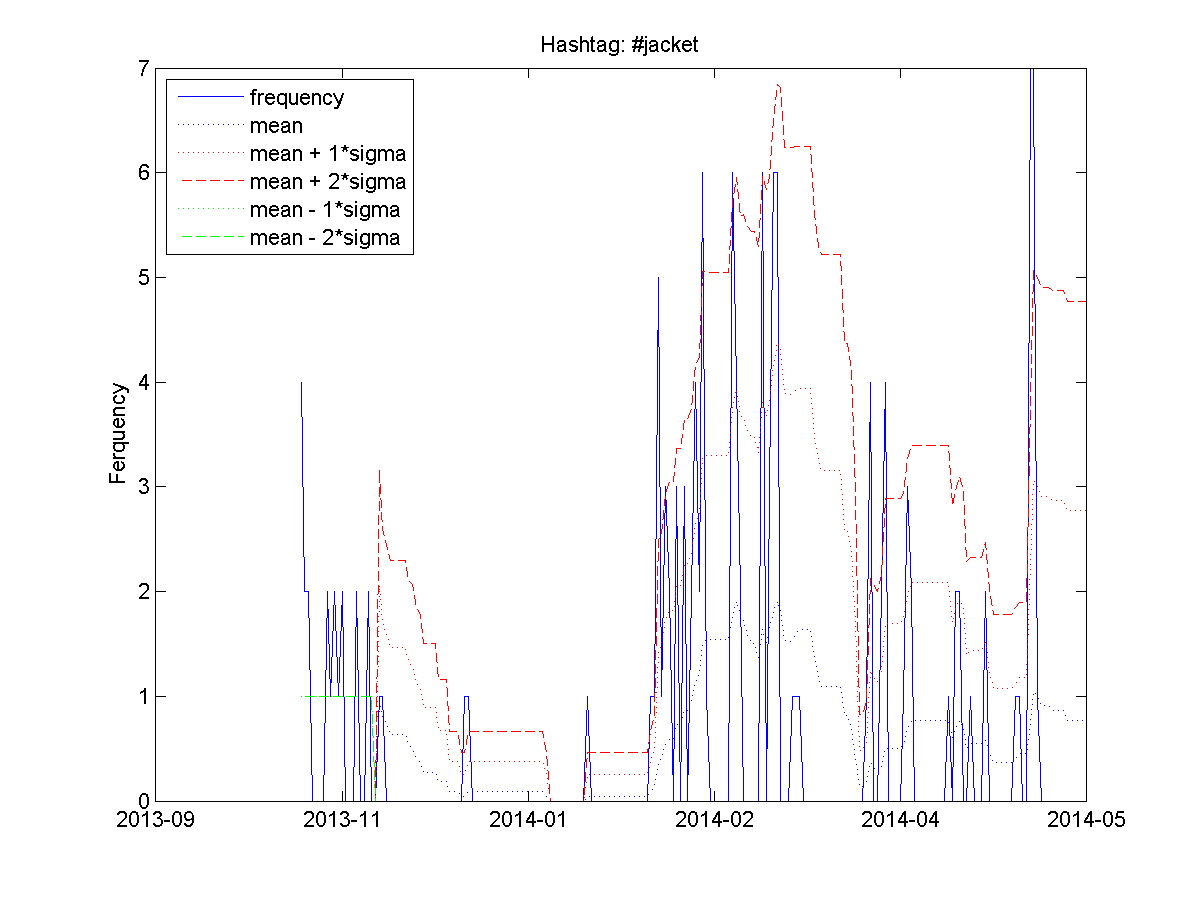 Hashtag: #jacket
7
6
5
4
3
2
1
0
Ferquency
frequency
mean
mean + 1*sigma
mean + 2*sigma
mean - 1*sigma
mean - 2*sigma
2013-09 2013-11 2014-01 2014-02 2014-04 2014-05